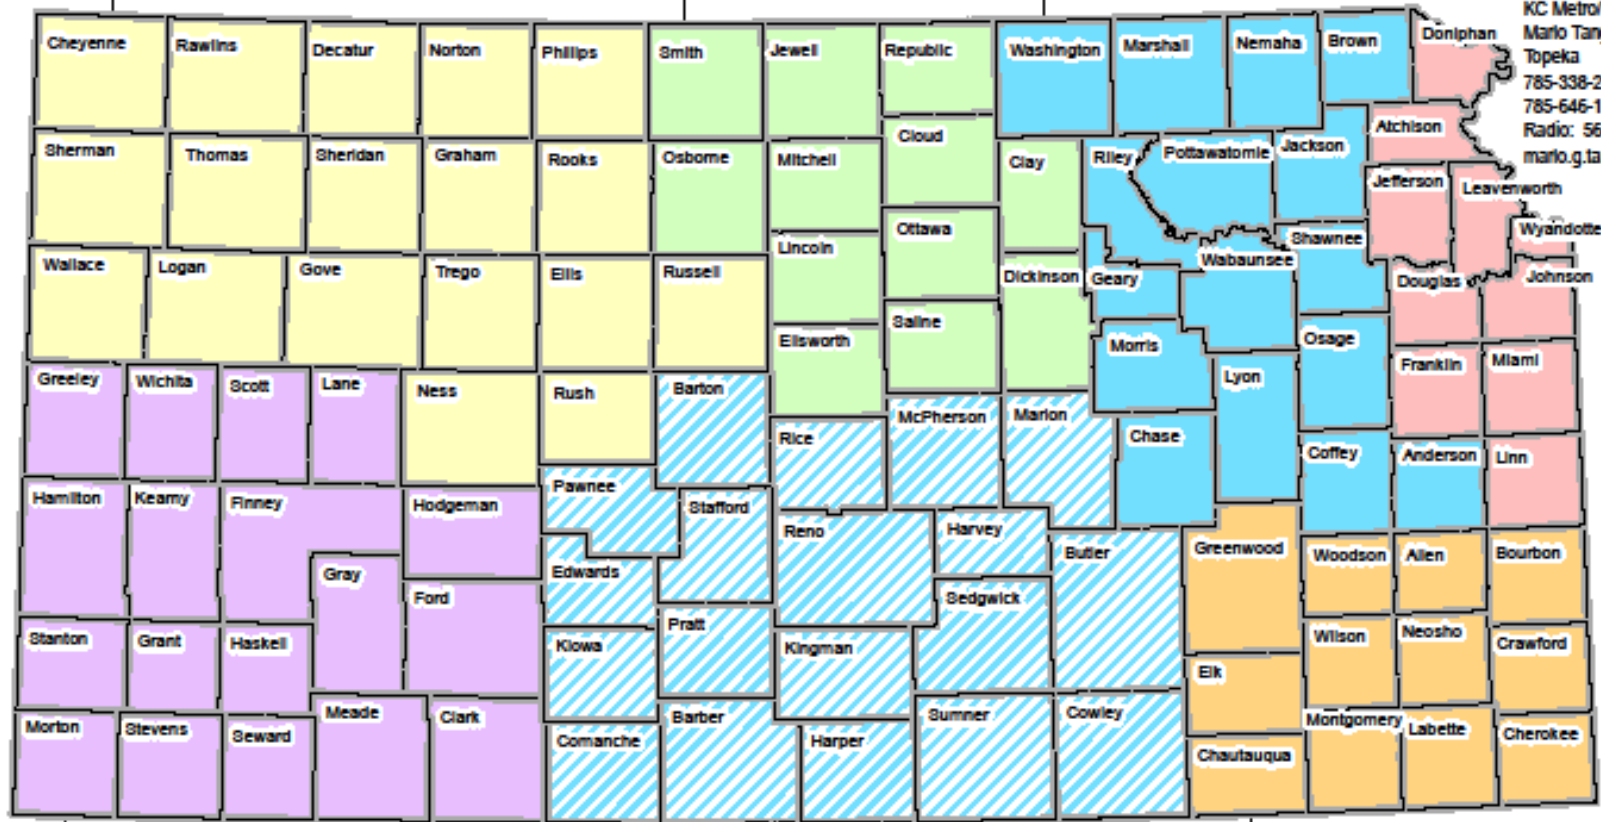 KC Metro/
Cheyenne Rawlins Decatur Norton Phillips Smith Jewell Republic Washington Marshall Nemaha Brown Doniphan
Topeka
785-338-2
785-646-1
Radio: 56
mario.g.ta
Atchison
Cloud
Sherman Thomas Sheridan Graham Rooks Osborne Mitchell Clay Riley Pottawatomie Jackson
Jefferson Leavenworth
Ottawa Wyandotte
Lincoln Shawnee
Wallace Logan Gove Trego Ellis Russell Dickinson Geary Wabaunsee Douglas Johnson
Saline
Ellsworth Morris Osage
Greeley Wichita Scott Lane Ness Rush Barton Lyon Franklin Miami
McPherson Marion
Rice Chase Coffey Anderson Linn
Hamilton Kearny Finney Hodgeman Pawnee Stafford
Reno Harvey Butler Greenwood Woodson Allen Bourbon
Gray Edwards
Ford Sedgwick
Stanton Grant Haskell Kiowa Pratt Kingman Wilson Neosho Crawford
Elk
Morton Stevens Seward Meade Clark Barber Sumner Cowley Montgomery Labette Cherokee
Comanche Harper Chautauqua